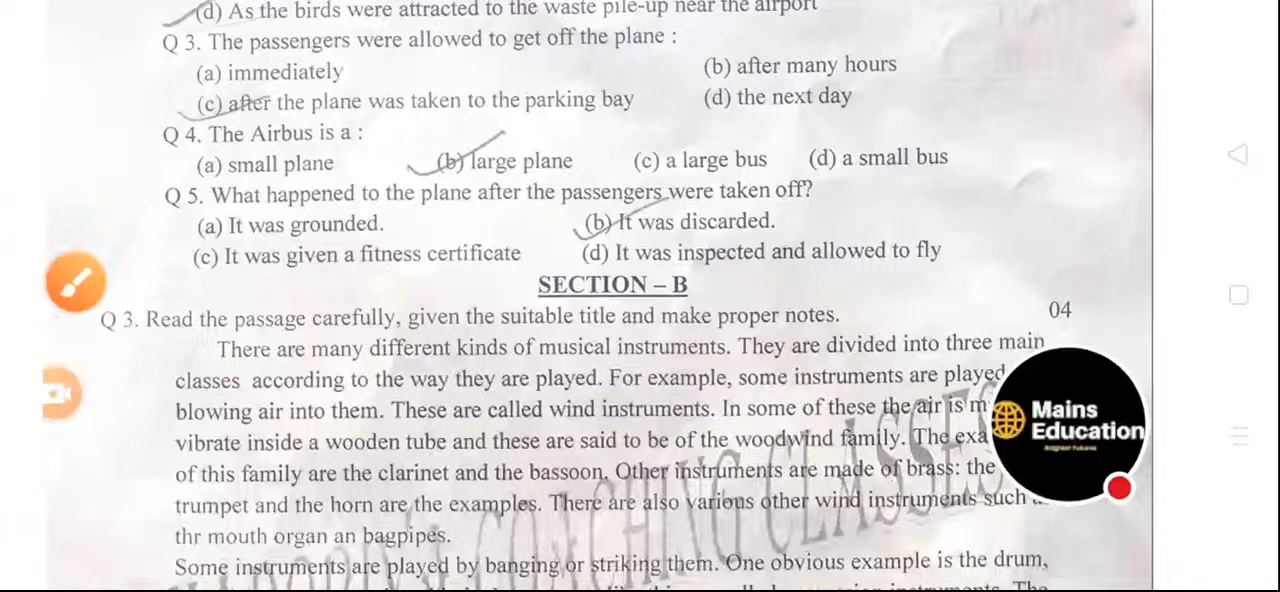 (d) As the birds were attracted to the waste pile-up near the airport
Q 3. The passengers were allowed to get off the plane :
(a) immediately (b) after many hours
(c) after the plane was taken to the parking bay (d) the next day
Q 4. The Airbus is a :
(a) small plane (b) large plane (c) a large bus (d) a small bus
Q 5. What happened to the plane after the passengers were taken off?
(a) It was grounded. (b) It was discarded.
(c) It was given a fitness certificate (d) It was inspected and allowed to fly
SECTION – B
Q 3. Read the passage carefully, given the suitable title and make proper notes. 04
There are many different kinds of musical instruments. They are divided into three main
classes according to the way they are played. For example, some instruments are played
blowing air into them. These are called wind instruments. In some of these the air is m
vibrate inside a wooden tube and these are said to be of the woodwind family. The exa
of this family are the clarinet and the bassoon. Other instruments are made of brass: the
trumpet and the horn are the examples. There are also various other wind instruments such
thr mouth organ an bagpipes.
Some instruments are played by banging or striking them. One obvious example is the drum,
Mains
Education
COACHING CLASSES